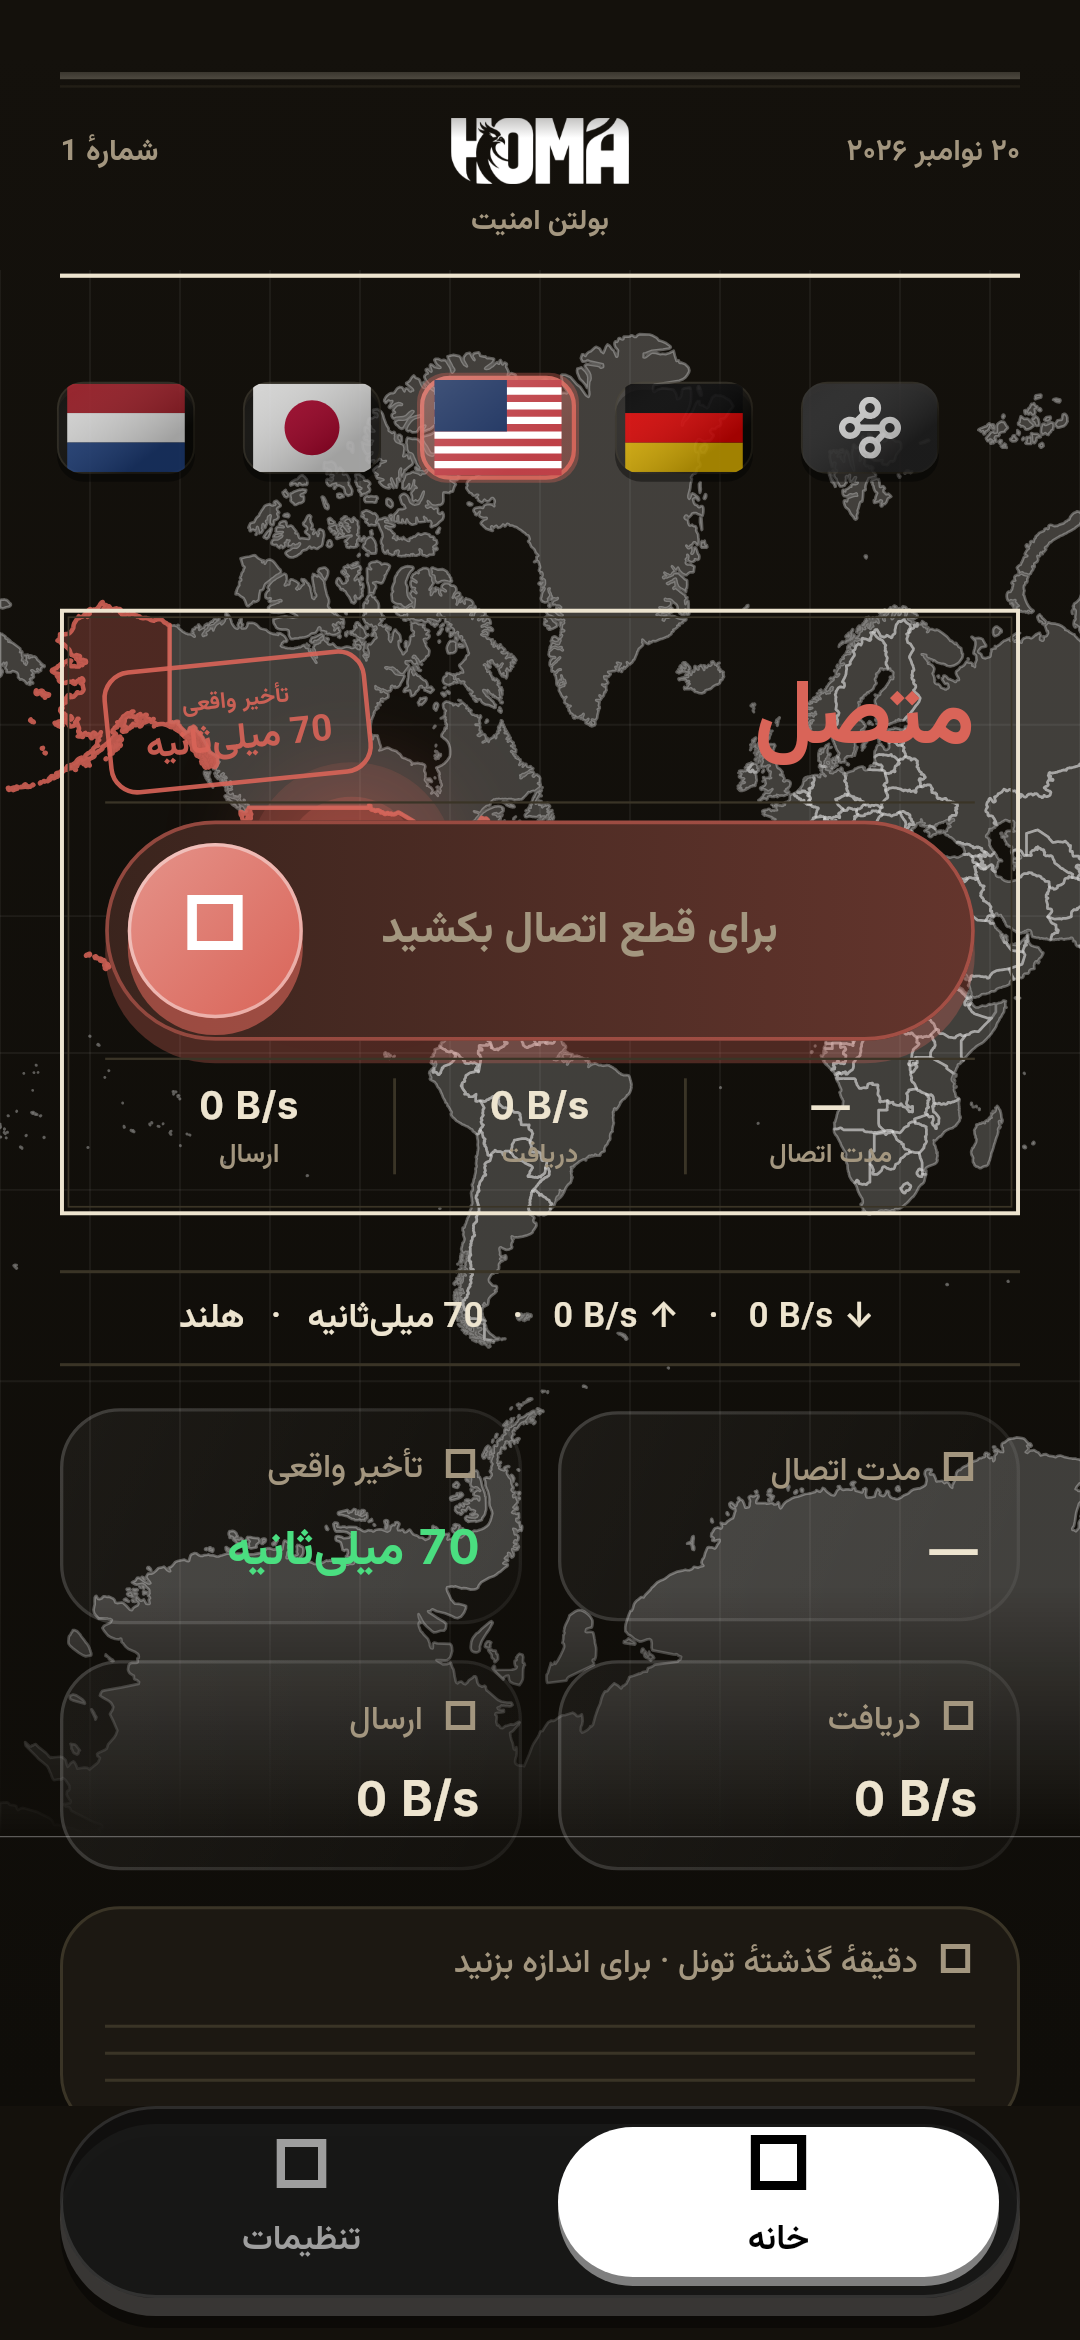 ۲۰ نوامبر ۲۰۲۶
HOMA
شمارهٔ 1
بولتن امنیت
متصل
تأخیر واقعی
70 میلی‌ثانیه
برای قطع اتصال بکشید
—
مدت اتصال
0 B/s
دریافت
0 B/s
ارسال
↓ 0 B/s · ↑ 0 B/s · 70 میلی‌ثانیه · هلند
مدت اتصال
—
تأخیر واقعی
70 میلی‌ثانیه
دریافت
0 B/s
ارسال
0 B/s
دقیقهٔ گذشتهٔ تونل · برای اندازه بزنید
خانه
تنظیمات